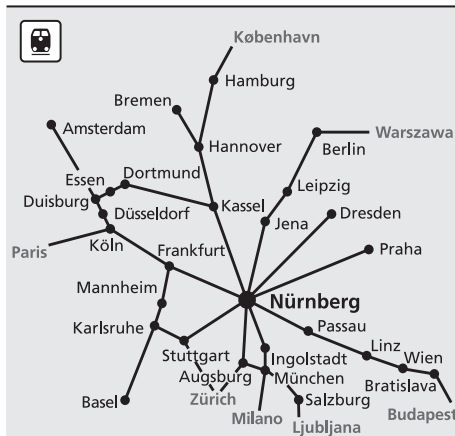 København
Hamburg
Bremen
Amsterdam
Warszawa
Hannover
Berlin
Essen
Dortmund
Leipzig
Duisburg
Kassel
Düsseldorf
Jena
Dresden
Köln
Paris
Frankfurt
Praha
Mannheim
Nürnberg
Karlsruhe
Passau
Stuttgart
Ingolstadt
Linz
Augsburg
München
Wien
Bratislava
Basel
Zürich
Salzburg
Milano
Budapest
Ljubljana